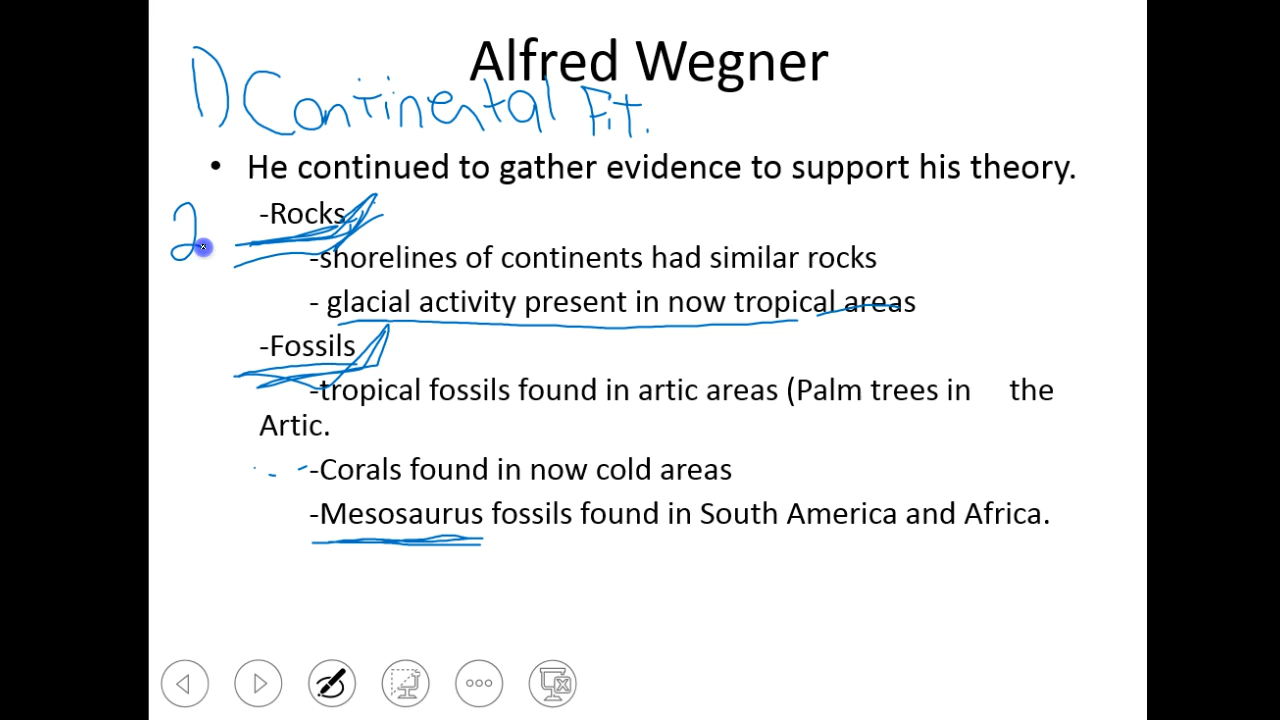 Alfred Wegner
1) Continental Fit.
• He continued to gather evidence to support his theory.
2 -Rocks
-shorelines of continents had similar rocks
- glacial activity present in now tropical areas
-Fossils
-tropical fossils found in artic areas (Palm trees in the
Artic.
-Corals found in now cold areas
-Mesosaurus fossils found in South America and Africa.